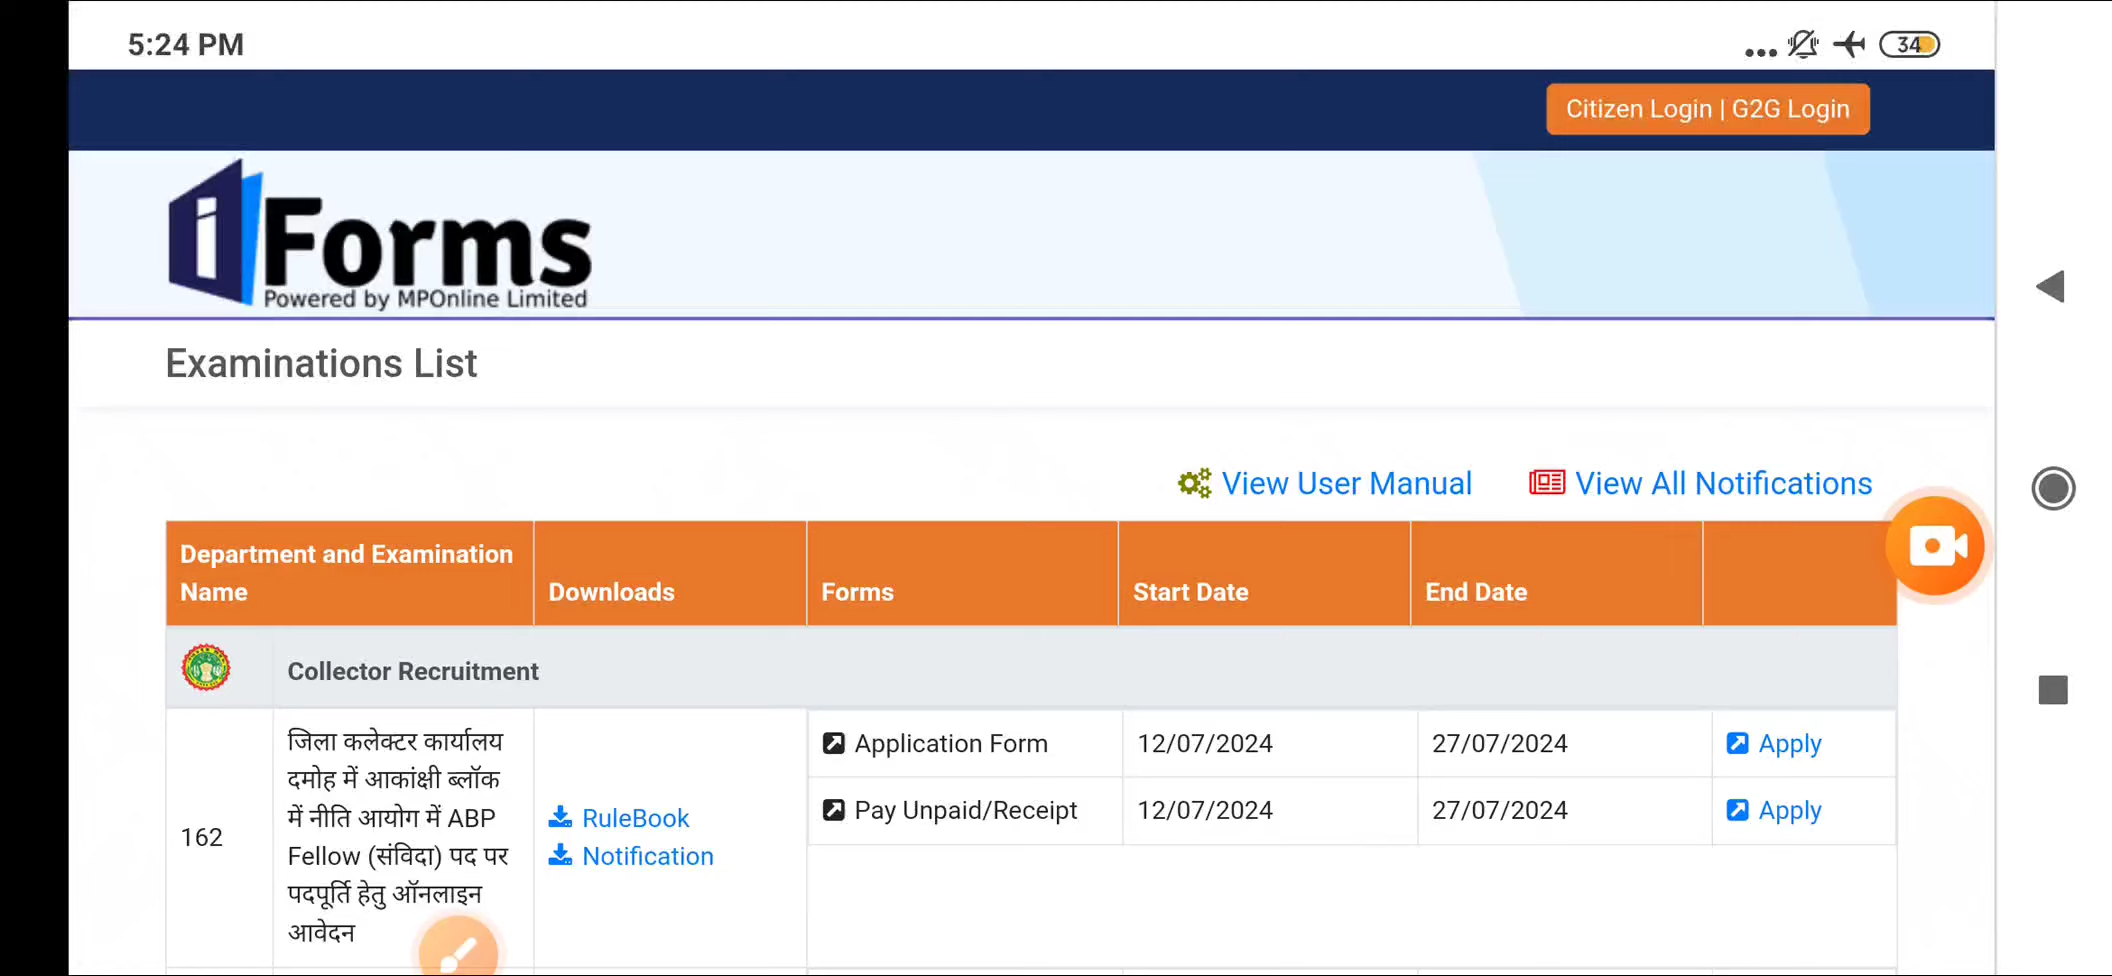 5:24 PM
34
Citizen Login | G2G Login
iForms
Powered by MPOnline Limited
Examinations List
View User Manual
View All Notifications
Department and Examination
Name
Downloads
Forms
Start Date
End Date
Collector Recruitment
162
जिला कलेक्टर कार्यालय
दमोह में आकांक्षी ब्लॉक
में नीति आयोग में ABP
Fellow (संविदा) पद पर
पदपूर्ति हेतु ऑनलाइन
आवेदन
RuleBook
Notification
Application Form
12/07/2024
27/07/2024
Apply
Pay Unpaid/Receipt
12/07/2024
27/07/2024
Apply